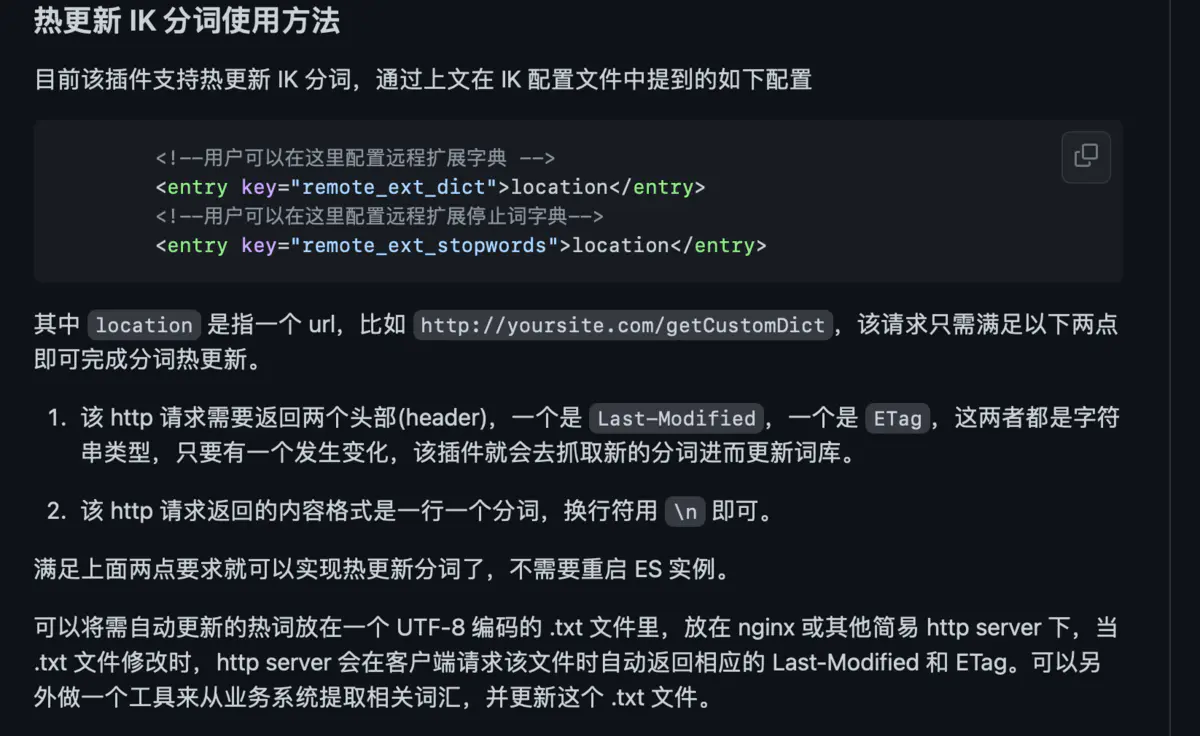 热更新 IK 分词使用方法
目前该插件支持热更新 IK 分词，通过上文在 IK 配置文件中提到的如下配置
<!--用户可以在这里配置远程扩展字典 -->
<entry key="remote_ext_dict">location</entry>
<!--用户可以在这里配置远程扩展停止词字典-->
<entry key="remote_ext_stopwords">location</entry>
其中 location 是指一个 url，比如 http://yoursite.com/getCustomDict，该请求只需满足以下两点
即可完成分词热更新。
1. 该 http 请求需要返回两个头部(header)，一个是 Last-Modified，一个是 ETag，这两者都是字符
串类型，只要有一个发生变化，该插件就会去抓取新的分词进而更新词库。
2. 该 http 请求返回的内容格式是一行一个分词，换行符用 \n 即可。
满足上面两点要求就可以实现热更新分词了，不需要重启 ES 实例。
可以将需自动更新的热词放在一个 UTF-8 编码的 .txt 文件里，放在 nginx 或其他简易 http server 下，当
.txt 文件修改时，http server 会在客户端请求该文件时自动返回相应的 Last-Modified 和 ETag。可以另
外做一个工具来从业务系统提取相关词汇，并更新这个 .txt 文件。